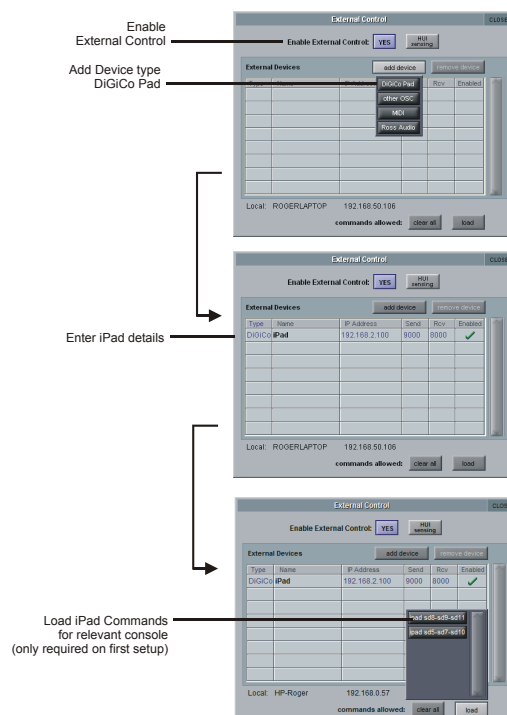 External Control
CLOSE
Enable
External Control
Enable External Control: YES HUI sensing
External Devices add device remove device
Add Device type
DiGiCo Pad
Rcv Enabled
DiGiCo Pad
other OSC
MIDI
Ross Audio
Local: ROGERLAPTOP 192.168.50.106
commands allowed: clear all load
External Control
CLOSE
Enable External Control: YES HUI sensing
External Devices add device remove device
Type Name IP Address Send Rcv Enabled
Enter iPad details
DiGiCo iPad 192.168.2.100 9000 8000
Local: ROGERLAPTOP 192.168.50.106
commands allowed: clear all load
External Control
CLOSE
Enable External Control: YES HUI sensing
External Devices add device remove device
Type Name IP Address Send Rcv Enabled
DiGiCo iPad 192.168.2.100 9000 8000
Load iPad Commands
for relevant console
(only required on first setup)
ipad sd8-sd9-sd11
ipad sd5-sd7-sd10
Local: HP-Roger 192.168.0.57
commands allowed: clear all load